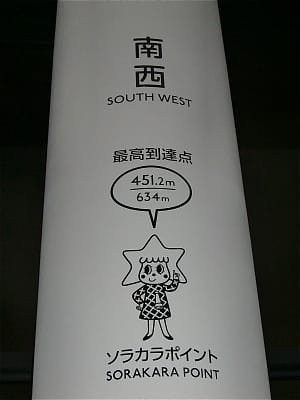 南
西
SOUTH WEST
最高到達点
451.2m
634m
ソラカラポイント
SORAKARA POINT